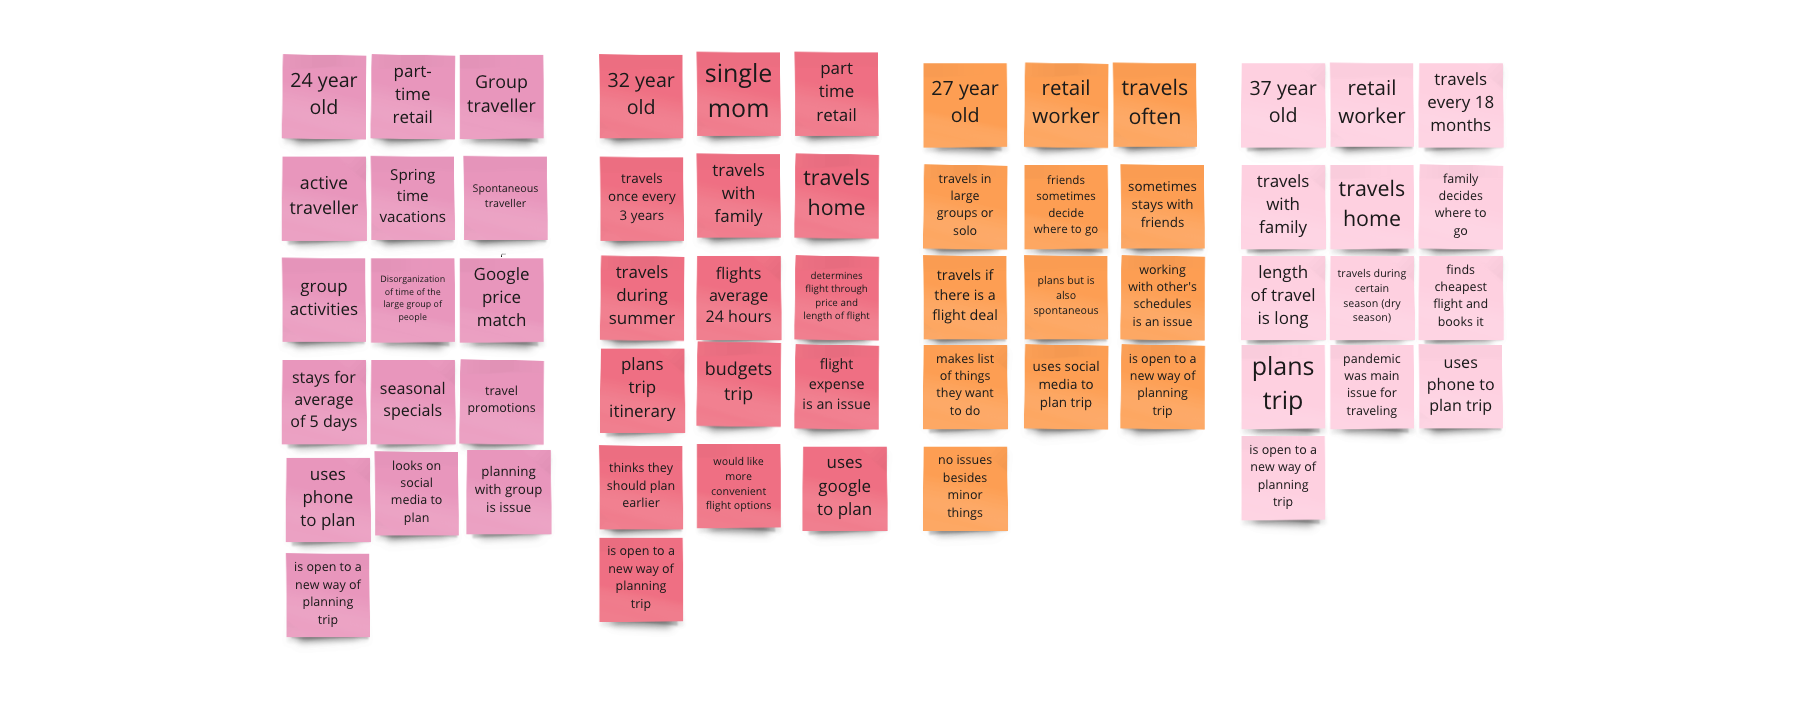 24 year
old
part-
time
retail
Group
traveller
active
traveller
Spring
time
vacations
Spontaneous
traveller
group
activities
Disorganization
of time of the
large group of
people
Google
price
match
stays for
average
of 5 days
seasonal
specials
travel
promotions
uses
phone
to plan
looks on
social
media to
plan
planning
with group
is issue
is open to a
new way of
planning
trip
32 year
old
single
mom
part
time
retail
travels
once every
3 years
travels
with
family
travels
home
travels
during
summer
flights
average
24 hours
determines
flight through
price and
length of flight
plans
trip
itinerary
budgets
trip
flight
expense
is an issue
thinks they
should plan
earlier
would like
more
convenient
flight options
uses
google
to plan
is open to a
new way of
planning
trip
27 year
old
retail
worker
travels
often
travels in
large
groups or
solo
friends
sometimes
decide
where to go
sometimes
stays with
friends
travels if
there is a
flight deal
plans but is
also
spontaneous
working
with other's
schedules
is an issue
makes list
of things
they want
to do
uses social
media to
plan trip
is open to a
new way of
planning
trip
no issues
besides
minor
things
37 year
old
retail
worker
travels
every 18
months
travels
with
family
travels
home
family
decides
where to
go
length
of travel
is long
travels during
certain
season (dry
season)
finds
cheapest
flight and
books it
plans
trip
pandemic
was main
issue for
traveling
uses
phone to
plan trip
is open to a
new way of
planning
trip